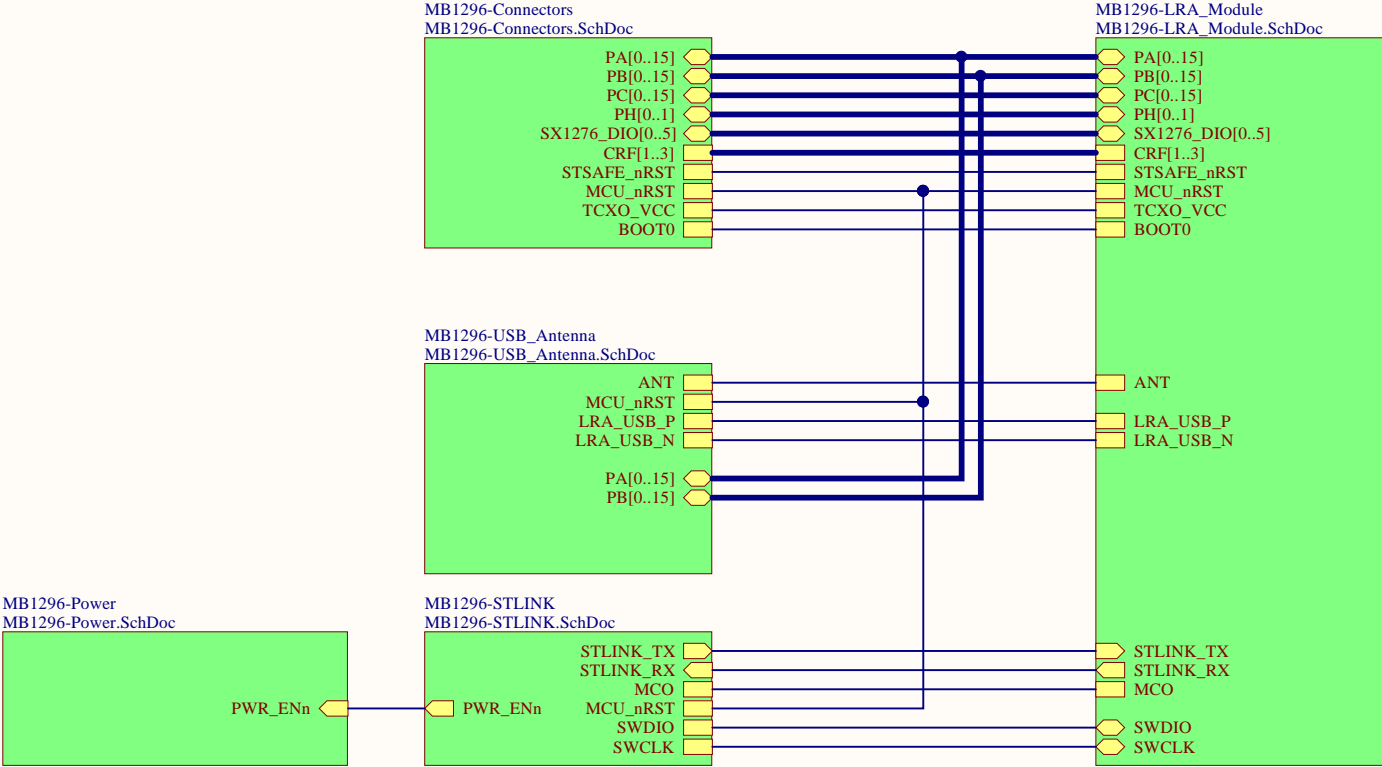 MB1296-Connectors
MB1296-Connectors.SchDoc
PA[0..15]
PB[0..15]
PC[0..15]
PH[0..1]
SX1276_DIO[0..5]
CRF[1..3]
STSAFE_nRST
MCU_nRST
TCXO_VCC
BOOT0
MB1296-LRA_Module
MB1296-LRA_Module.SchDoc
PA[0..15]
PB[0..15]
PC[0..15]
PH[0..1]
SX1276_DIO[0..5]
CRF[1..3]
STSAFE_nRST
MCU_nRST
TCXO_VCC
BOOT0
ANT
LRA_USB_P
LRA_USB_N
STLINK_TX
STLINK_RX
MCO
SWDIO
SWCLK
MB1296-USB_Antenna
MB1296-USB_Antenna.SchDoc
ANT
MCU_nRST
LRA_USB_P
LRA_USB_N
PA[0..15]
PB[0..15]
MB1296-Power
MB1296-Power.SchDoc
PWR_ENn
MB1296-STLINK
MB1296-STLINK.SchDoc
PWR_ENn
STLINK_TX
STLINK_RX
MCO
MCU_nRST
SWDIO
SWCLK